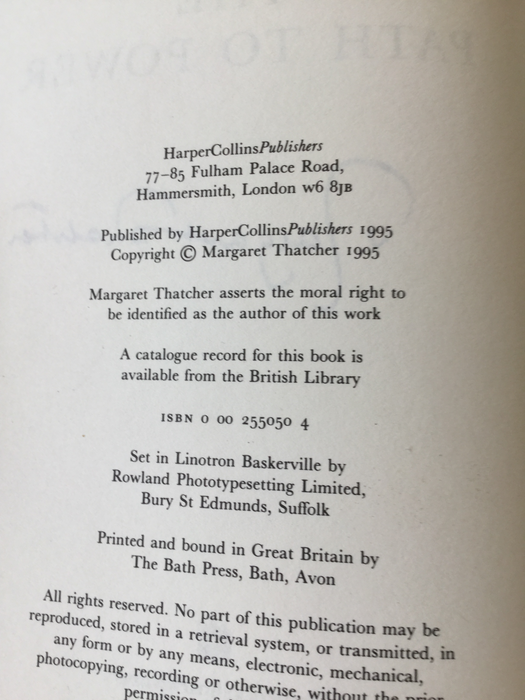 HarperCollinsPublishers
77–85 Fulham Palace Road,
Hammersmith, London W6 8JB
Published by HarperCollinsPublishers 1995
Copyright © Margaret Thatcher 1995
Margaret Thatcher asserts the moral right to
be identified as the author of this work
A catalogue record for this book is
available from the British Library
ISBN 0 00 255050 4
Set in Linotron Baskerville by
Rowland Phototypesetting Limited,
Bury St Edmunds, Suffolk
Printed and bound in Great Britain by
The Bath Press, Bath, Avon
All rights reserved. No part of this publication may be
reproduced, stored in a retrieval system, or transmitted, in
any form or by any means, electronic, mechanical,
photocopying, recording or otherwise, without the prior
permission